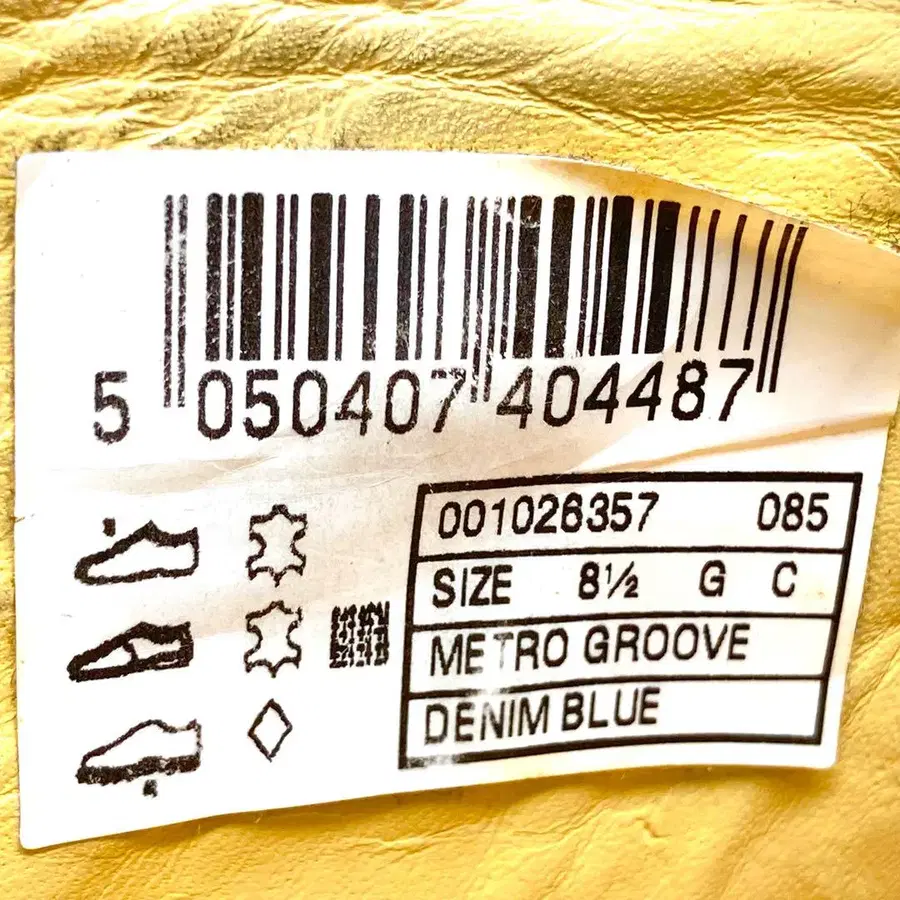 5 050407 404487
001026357 085
SIZE 8½ G C
METRO GROOVE
DENIM BLUE